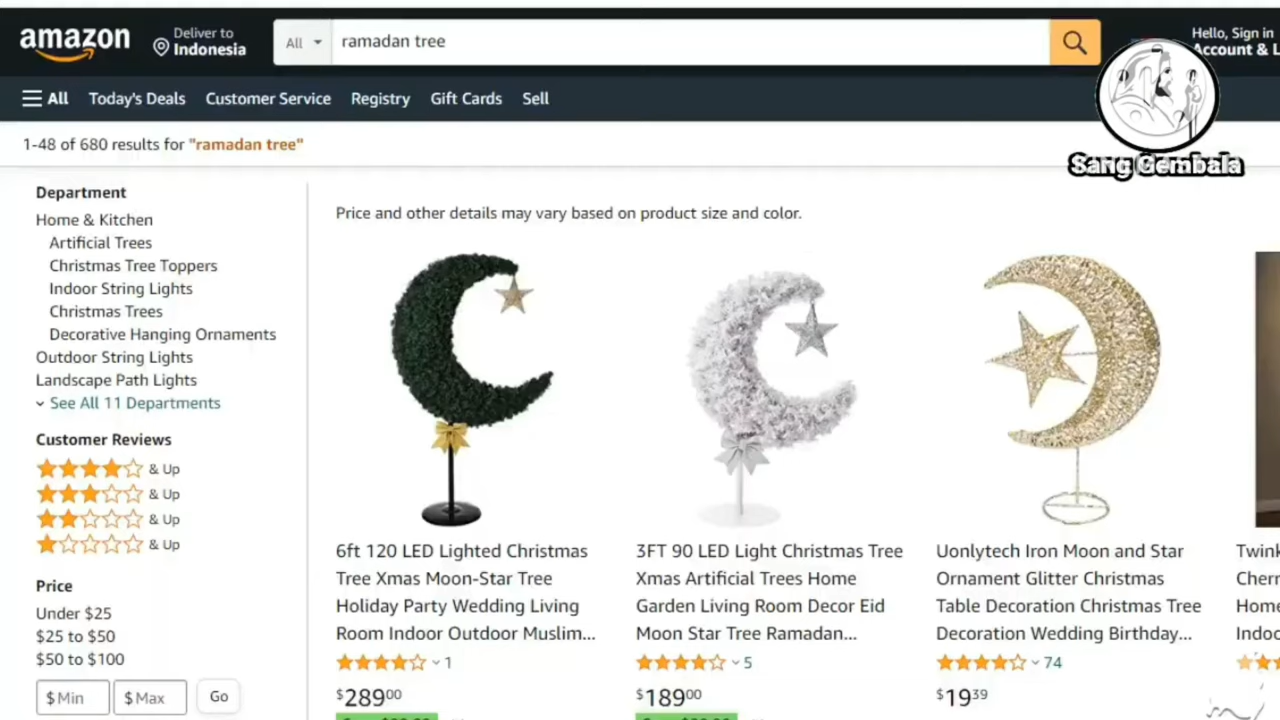 amazon
Deliver to
Indonesia
All
ramadan tree
Hello, Sign in
Account & L
All
Today's Deals
Customer Service
Registry
Gift Cards
Sell
Sang Gembala
1-48 of 680 results for "ramadan tree"
Department
Home & Kitchen
Artificial Trees
Christmas Tree Toppers
Indoor String Lights
Christmas Trees
Decorative Hanging Ornaments
Outdoor String Lights
Landscape Path Lights
See All 11 Departments
Customer Reviews
& Up
& Up
& Up
& Up
Price
Under $25
$25 to $50
$50 to $100
$ Min
$ Max
Go
Price and other details may vary based on product size and color.
6ft 120 LED Lighted Christmas
Tree Xmas Moon-Star Tree
Holiday Party Wedding Living
Room Indoor Outdoor Muslim...
1
$28900
3FT 90 LED Light Christmas Tree
Xmas Artificial Trees Home
Garden Living Room Decor Eid
Moon Star Tree Ramadan...
5
$18900
Uonlytech Iron Moon and Star
Ornament Glitter Christmas
Table Decoration Christmas Tree
Decoration Wedding Birthday...
74
$1939
Twink
Cherr
Home
Indoo